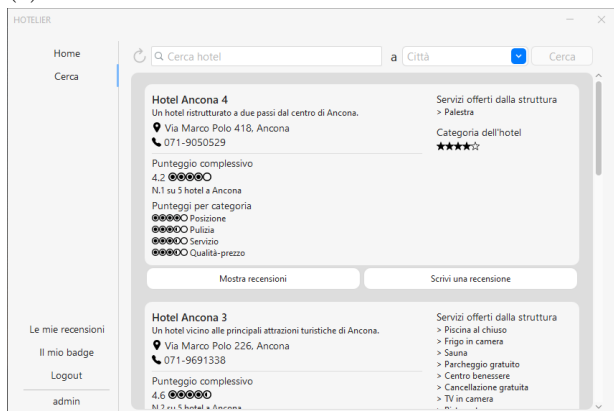 HOTELIER
Home
Cerca
Cerca hotel
a
Città
Cerca
Hotel Ancona 4
Un hotel ristrutturato a due passi dal centro di Ancona.
Via Marco Polo 418, Ancona
071-9050529
Punteggio complessivo
4.2
N.1 su 5 hotel a Ancona
Punteggi per categoria
Posizione
Pulizia
Servizio
Qualità-prezzo
Servizi offerti dalla struttura
> Palestra
Categoria dell'hotel
Mostra recensioni
Scrivi una recensione
Hotel Ancona 3
Un hotel vicino alle principali attrazioni turistiche di Ancona.
Via Marco Polo 226, Ancona
071-9691338
Punteggio complessivo
4.6
N.2 su 5 hotel a Ancona
Servizi offerti dalla struttura
> Piscina al chiuso
> Frigo in camera
> Sauna
> Parcheggio gratuito
> Centro benessere
> Cancellazione gratuita
> TV in camera
Le mie recensioni
Il mio badge
Logout
admin